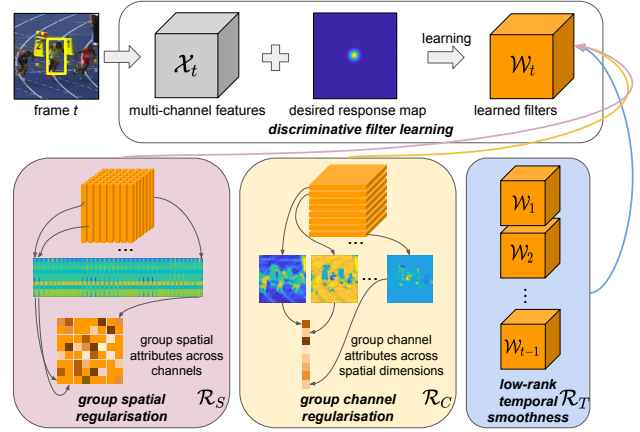 2
1
frame t
𝒳_t
multi-channel features
desired response map
learning
𝒲_t
learned filters
discriminative filter learning
...
group spatial
attributes across
channels
group spatial
regularisation
ℛ_S
...
...
group channel
attributes across
spatial dimensions
group channel
regularisation
ℛ_C
𝒲_1
𝒲_2
⋮
𝒲_{t−1}
low-rank
temporal
smoothness
ℛ_T